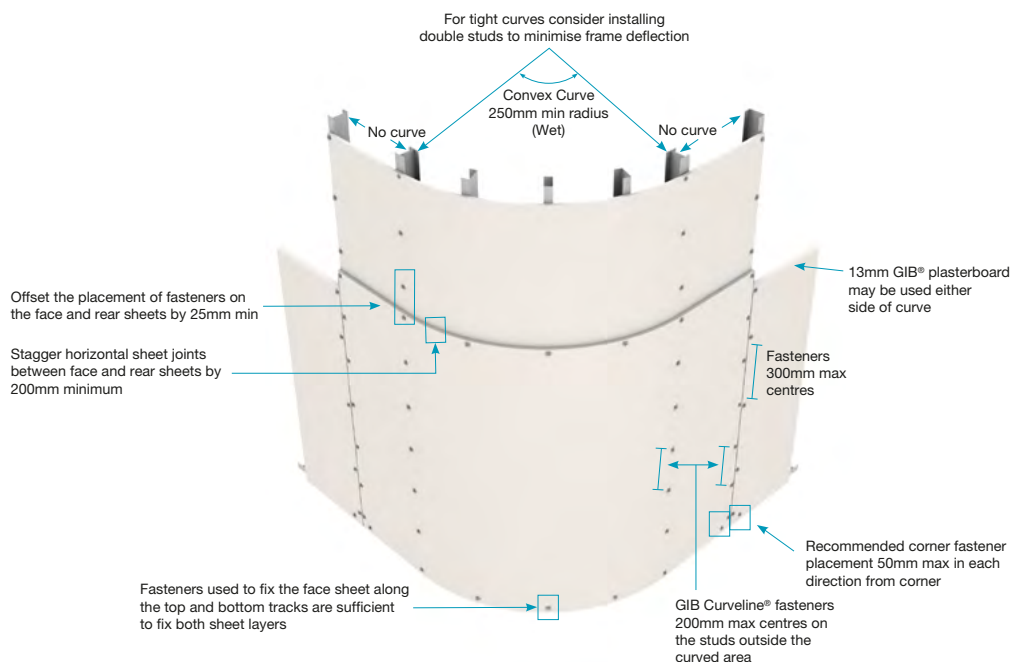 For tight curves consider installing
double studs to minimise frame deflection
Convex Curve
250mm min radius
(Wet)
No curve
No curve
13mm GIB® plasterboard
may be used either
side of curve
Offset the placement of fasteners on
the face and rear sheets by 25mm min
Stagger horizontal sheet joints
between face and rear sheets by
200mm minimum
Fasteners
300mm max
centres
Recommended corner fastener
placement 50mm max in each
direction from corner
Fasteners used to fix the face sheet along
the top and bottom tracks are sufficient
to fix both sheet layers
GIB Curveline® fasteners
200mm max centres on
the studs outside the
curved area